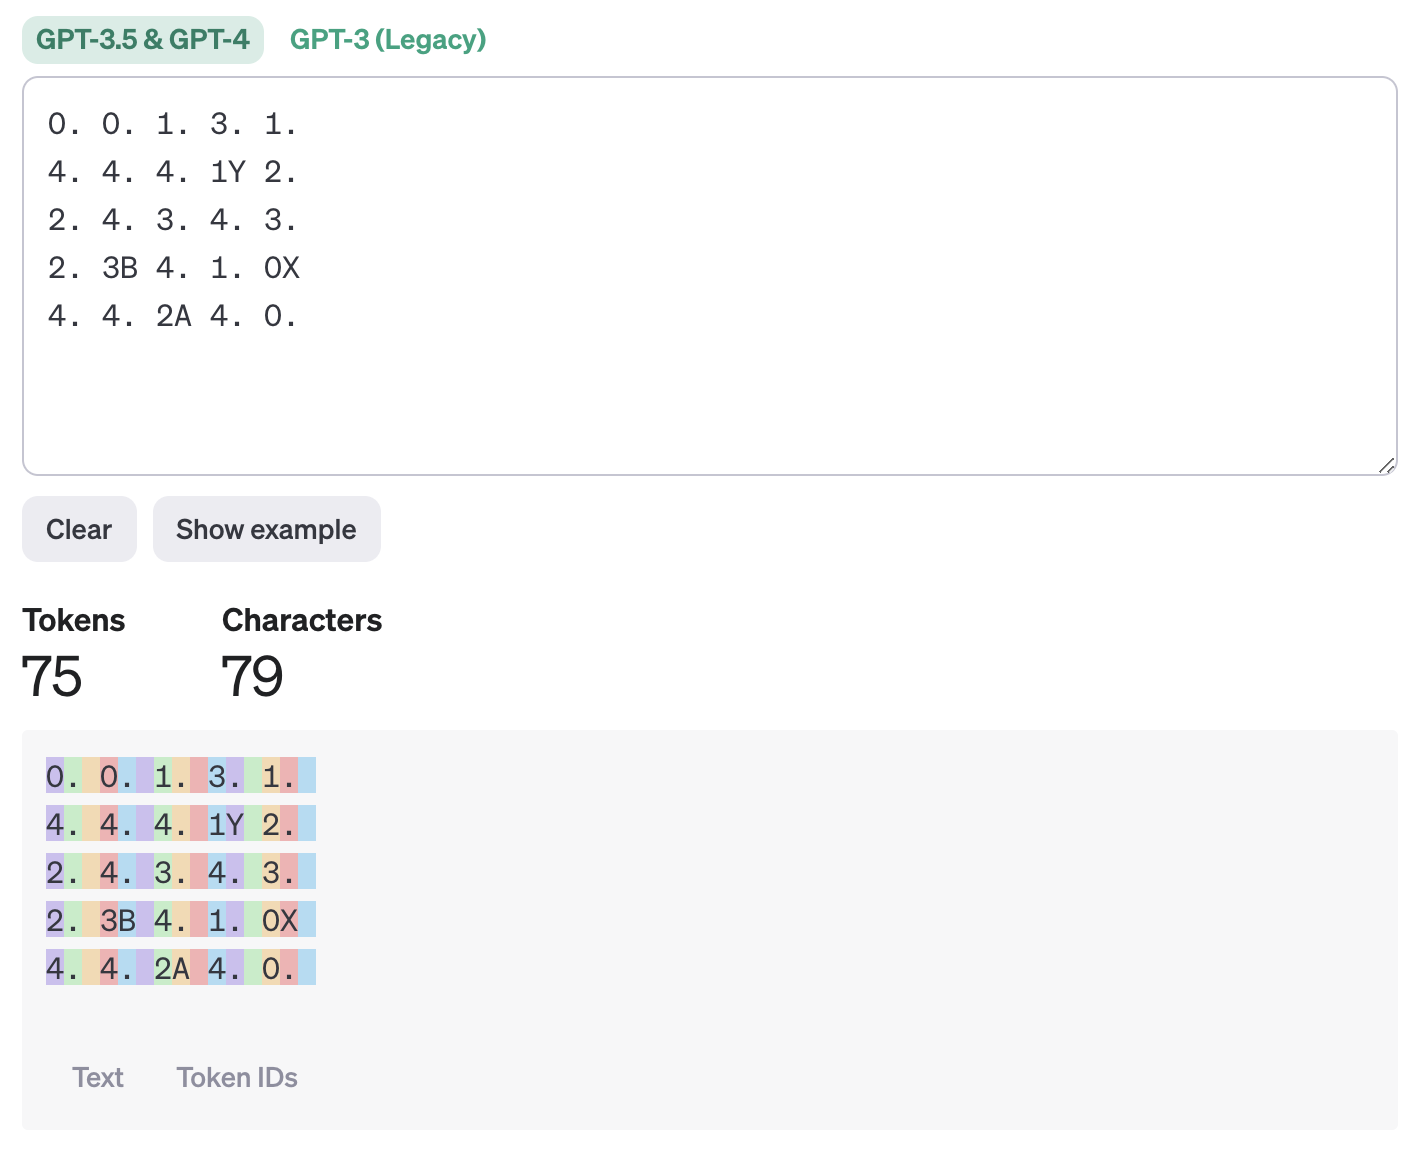 GPT-3.5 & GPT-4 GPT-3 (Legacy)
0. 0. 1. 3. 1.
4. 4. 4. 1Y 2.
2. 4. 3. 4. 3.
2. 3B 4. 1. 0X
4. 4. 2A 4. 0.
Clear Show example
Tokens Characters
75 79
0. 0. 1. 3. 1.
4. 4. 4. 1Y 2.
2. 4. 3. 4. 3.
2. 3B 4. 1. 0X
4. 4. 2A 4. 0.
Text Token IDs